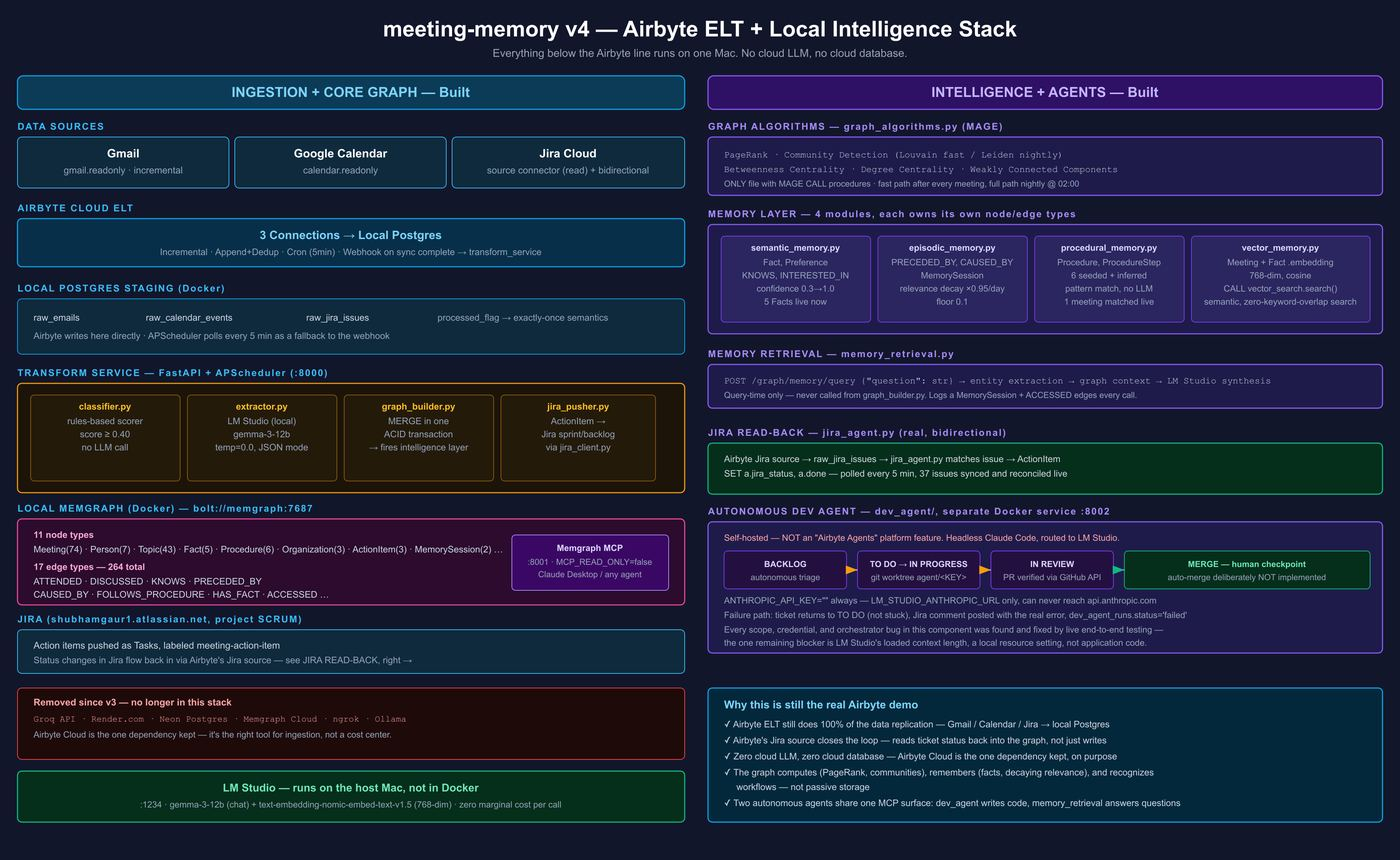 meeting-memory v4 — Airbyte ELT + Local Intelligence Stack
Everything below the Airbyte line runs on one Mac. No cloud LLM, no cloud database.
INGESTION + CORE GRAPH — Built
DATA SOURCES
Gmail
gmail.readonly · incremental
Google Calendar
calendar.readonly
Jira Cloud
source connector (read) + bidirectional
AIRBYTE CLOUD ELT
3 Connections → Local Postgres
Incremental · Append+Dedup · Cron (5min) · Webhook on sync complete → transform_service
LOCAL POSTGRES STAGING (Docker)
raw_emails raw_calendar_events raw_jira_issues processed_flag → exactly-once semantics
Airbyte writes here directly · APScheduler polls every 5 min as a fallback to the webhook
TRANSFORM SERVICE — FastAPI + APScheduler (:8000)
classifier.py
rules-based scorer
score ≥ 0.40
no LLM call
extractor.py
LM Studio (local)
gemma-3-12b
temp=0.0, JSON mode
graph_builder.py
MERGE in one
ACID transaction
→ fires intelligence layer
jira_pusher.py
ActionItem →
Jira sprint/backlog
via jira_client.py
LOCAL MEMGRAPH (Docker) — bolt://memgraph:7687
11 node types
Meeting(74) · Person(7) · Topic(43) · Fact(5) · Procedure(6) · Organization(3) · ActionItem(3) · MemorySession(2) …
17 edge types — 264 total
ATTENDED · DISCUSSED · KNOWS · PRECEDED_BY
CAUSED_BY · FOLLOWS_PROCEDURE · HAS_FACT · ACCESSED …
Memgraph MCP
:8001 · MCP_READ_ONLY=false
Claude Desktop / any agent
JIRA (shubhamgaur1.atlassian.net, project SCRUM)
Action items pushed as Tasks, labeled meeting-action-item
Status changes in Jira flow back in via Airbyte's Jira source — see JIRA READ-BACK, right →
Removed since v3 — no longer in this stack
Groq API · Render.com · Neon Postgres · Memgraph Cloud · ngrok · Ollama
Airbyte Cloud is the one dependency kept — it's the right tool for ingestion, not a cost center.
LM Studio — runs on the host Mac, not in Docker
:1234 · gemma-3-12b (chat) + text-embedding-nomic-embed-text-v1.5 (768-dim) · zero marginal cost per call
INTELLIGENCE + AGENTS — Built
GRAPH ALGORITHMS — graph_algorithms.py (MAGE)
PageRank · Community Detection (Louvain fast / Leiden nightly)
Betweenness Centrality · Degree Centrality · Weakly Connected Components
ONLY file with MAGE CALL procedures · fast path after every meeting, full path nightly @ 02:00
MEMORY LAYER — 4 modules, each owns its own node/edge types
semantic_memory.py
Fact, Preference
KNOWS, INTERESTED_IN
confidence 0.3→1.0
5 Facts live now
episodic_memory.py
PRECEDED_BY, CAUSED_BY
MemorySession
relevance decay ×0.95/day
floor 0.1
procedural_memory.py
Procedure, ProcedureStep
6 seeded + inferred
pattern match, no LLM
1 meeting matched live
vector_memory.py
Meeting + Fact .embedding
768-dim, cosine
CALL vector_search.search()
semantic, zero-keyword-overlap search
MEMORY RETRIEVAL — memory_retrieval.py
POST /graph/memory/query {"question": str} → entity extraction → graph context → LM Studio synthesis
Query-time only — never called from graph_builder.py. Logs a MemorySession + ACCESSED edges every call.
JIRA READ-BACK — jira_agent.py (real, bidirectional)
Airbyte Jira source → raw_jira_issues → jira_agent.py matches issue → ActionItem
SET a.jira_status, a.done — polled every 5 min, 37 issues synced and reconciled live
AUTONOMOUS DEV AGENT — dev_agent/, separate Docker service :8002
Self-hosted — NOT an "Airbyte Agents" platform feature. Headless Claude Code, routed to LM Studio.
BACKLOG
autonomous triage
TO DO → IN PROGRESS
git worktree agent/<KEY>
IN REVIEW
PR verified via GitHub API
MERGE — human checkpoint
auto-merge deliberately NOT implemented
ANTHROPIC_API_KEY="" always — LM_STUDIO_ANTHROPIC_URL only, can never reach api.anthropic.com
Failure path: ticket returns to TO DO (not stuck), Jira comment posted with the real error, dev_agent_runs.status='failed'
Every scope, credential, and orchestrator bug in this component was found and fixed by live end-to-end testing —
the one remaining blocker is LM Studio's loaded context length, a local resource setting, not application code.
Why this is still the real Airbyte demo
✓ Airbyte ELT still does 100% of the data replication — Gmail / Calendar / Jira → local Postgres
✓ Airbyte's Jira source closes the loop — reads ticket status back into the graph, not just writes
✓ Zero cloud LLM, zero cloud database — Airbyte Cloud is the one dependency kept, on purpose
✓ The graph computes (PageRank, communities), remembers (facts, decaying relevance), and recognizes
workflows — not passive storage
✓ Two autonomous agents share one MCP surface: dev_agent writes code, memory_retrieval answers questions